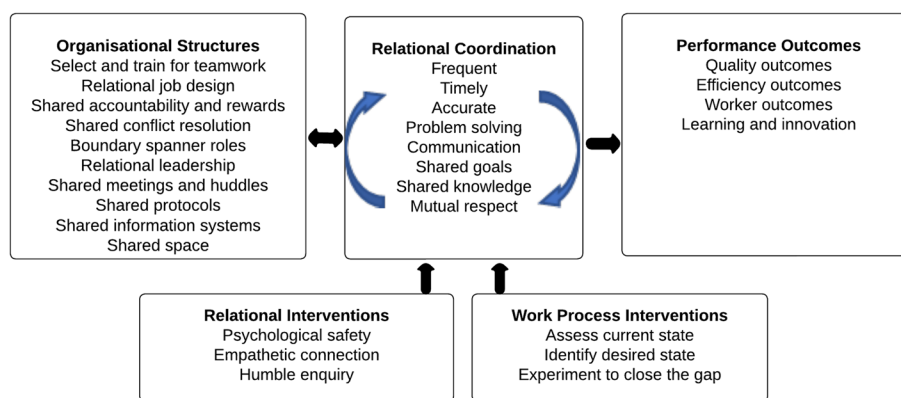 Organisational Structures
Select and train for teamwork
Relational job design
Shared accountability and rewards
Shared conflict resolution
Boundary spanner roles
Relational leadership
Shared meetings and huddles
Shared protocols
Shared information systems
Shared space
Relational Coordination
Frequent
Timely
Accurate
Problem solving
Communication
Shared goals
Shared knowledge
Mutual respect
Performance Outcomes
Quality outcomes
Efficiency outcomes
Worker outcomes
Learning and innovation
Relational Interventions
Psychological safety
Empathetic connection
Humble enquiry
Work Process Interventions
Assess current state
Identify desired state
Experiment to close the gap